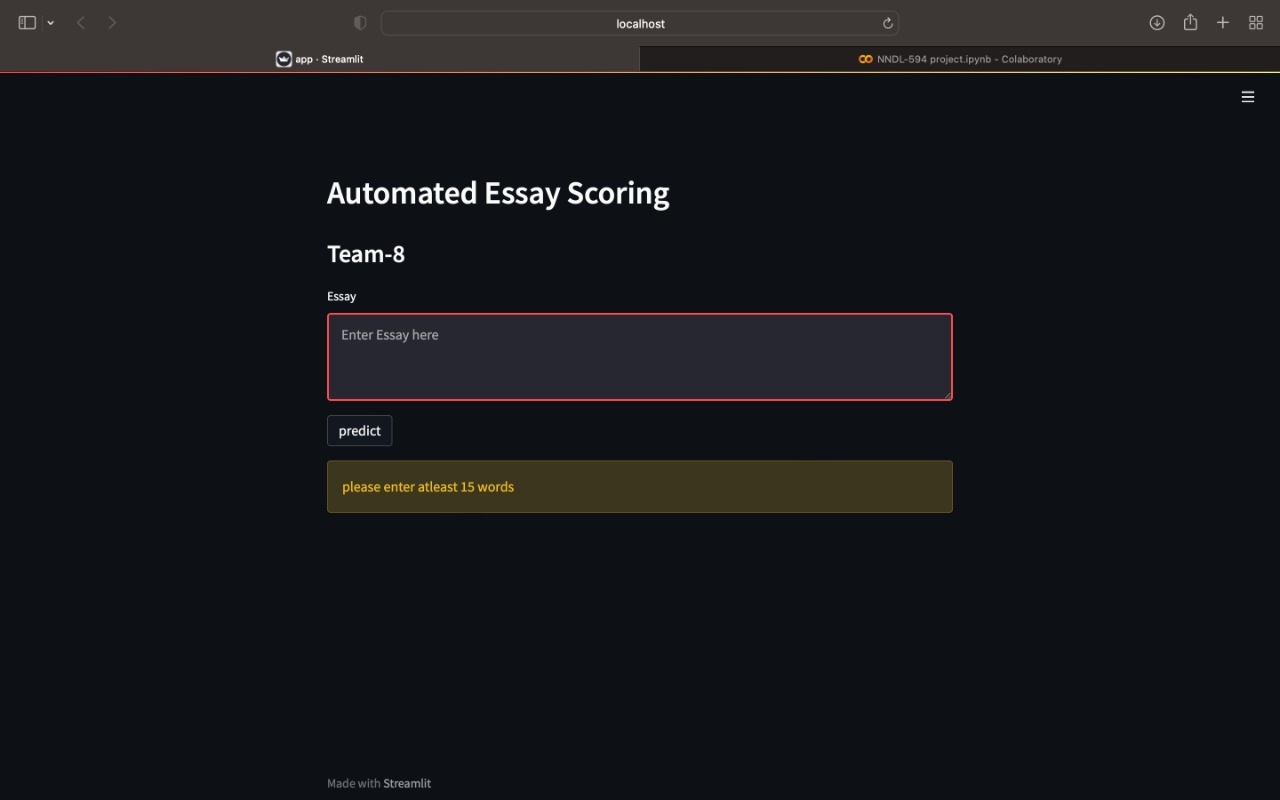 localhost
app · Streamlit
NNDL-594 project.ipynb - Colaboratory
Automated Essay Scoring
Team-8
Essay
Enter Essay here
predict
please enter atleast 15 words
Made with Streamlit